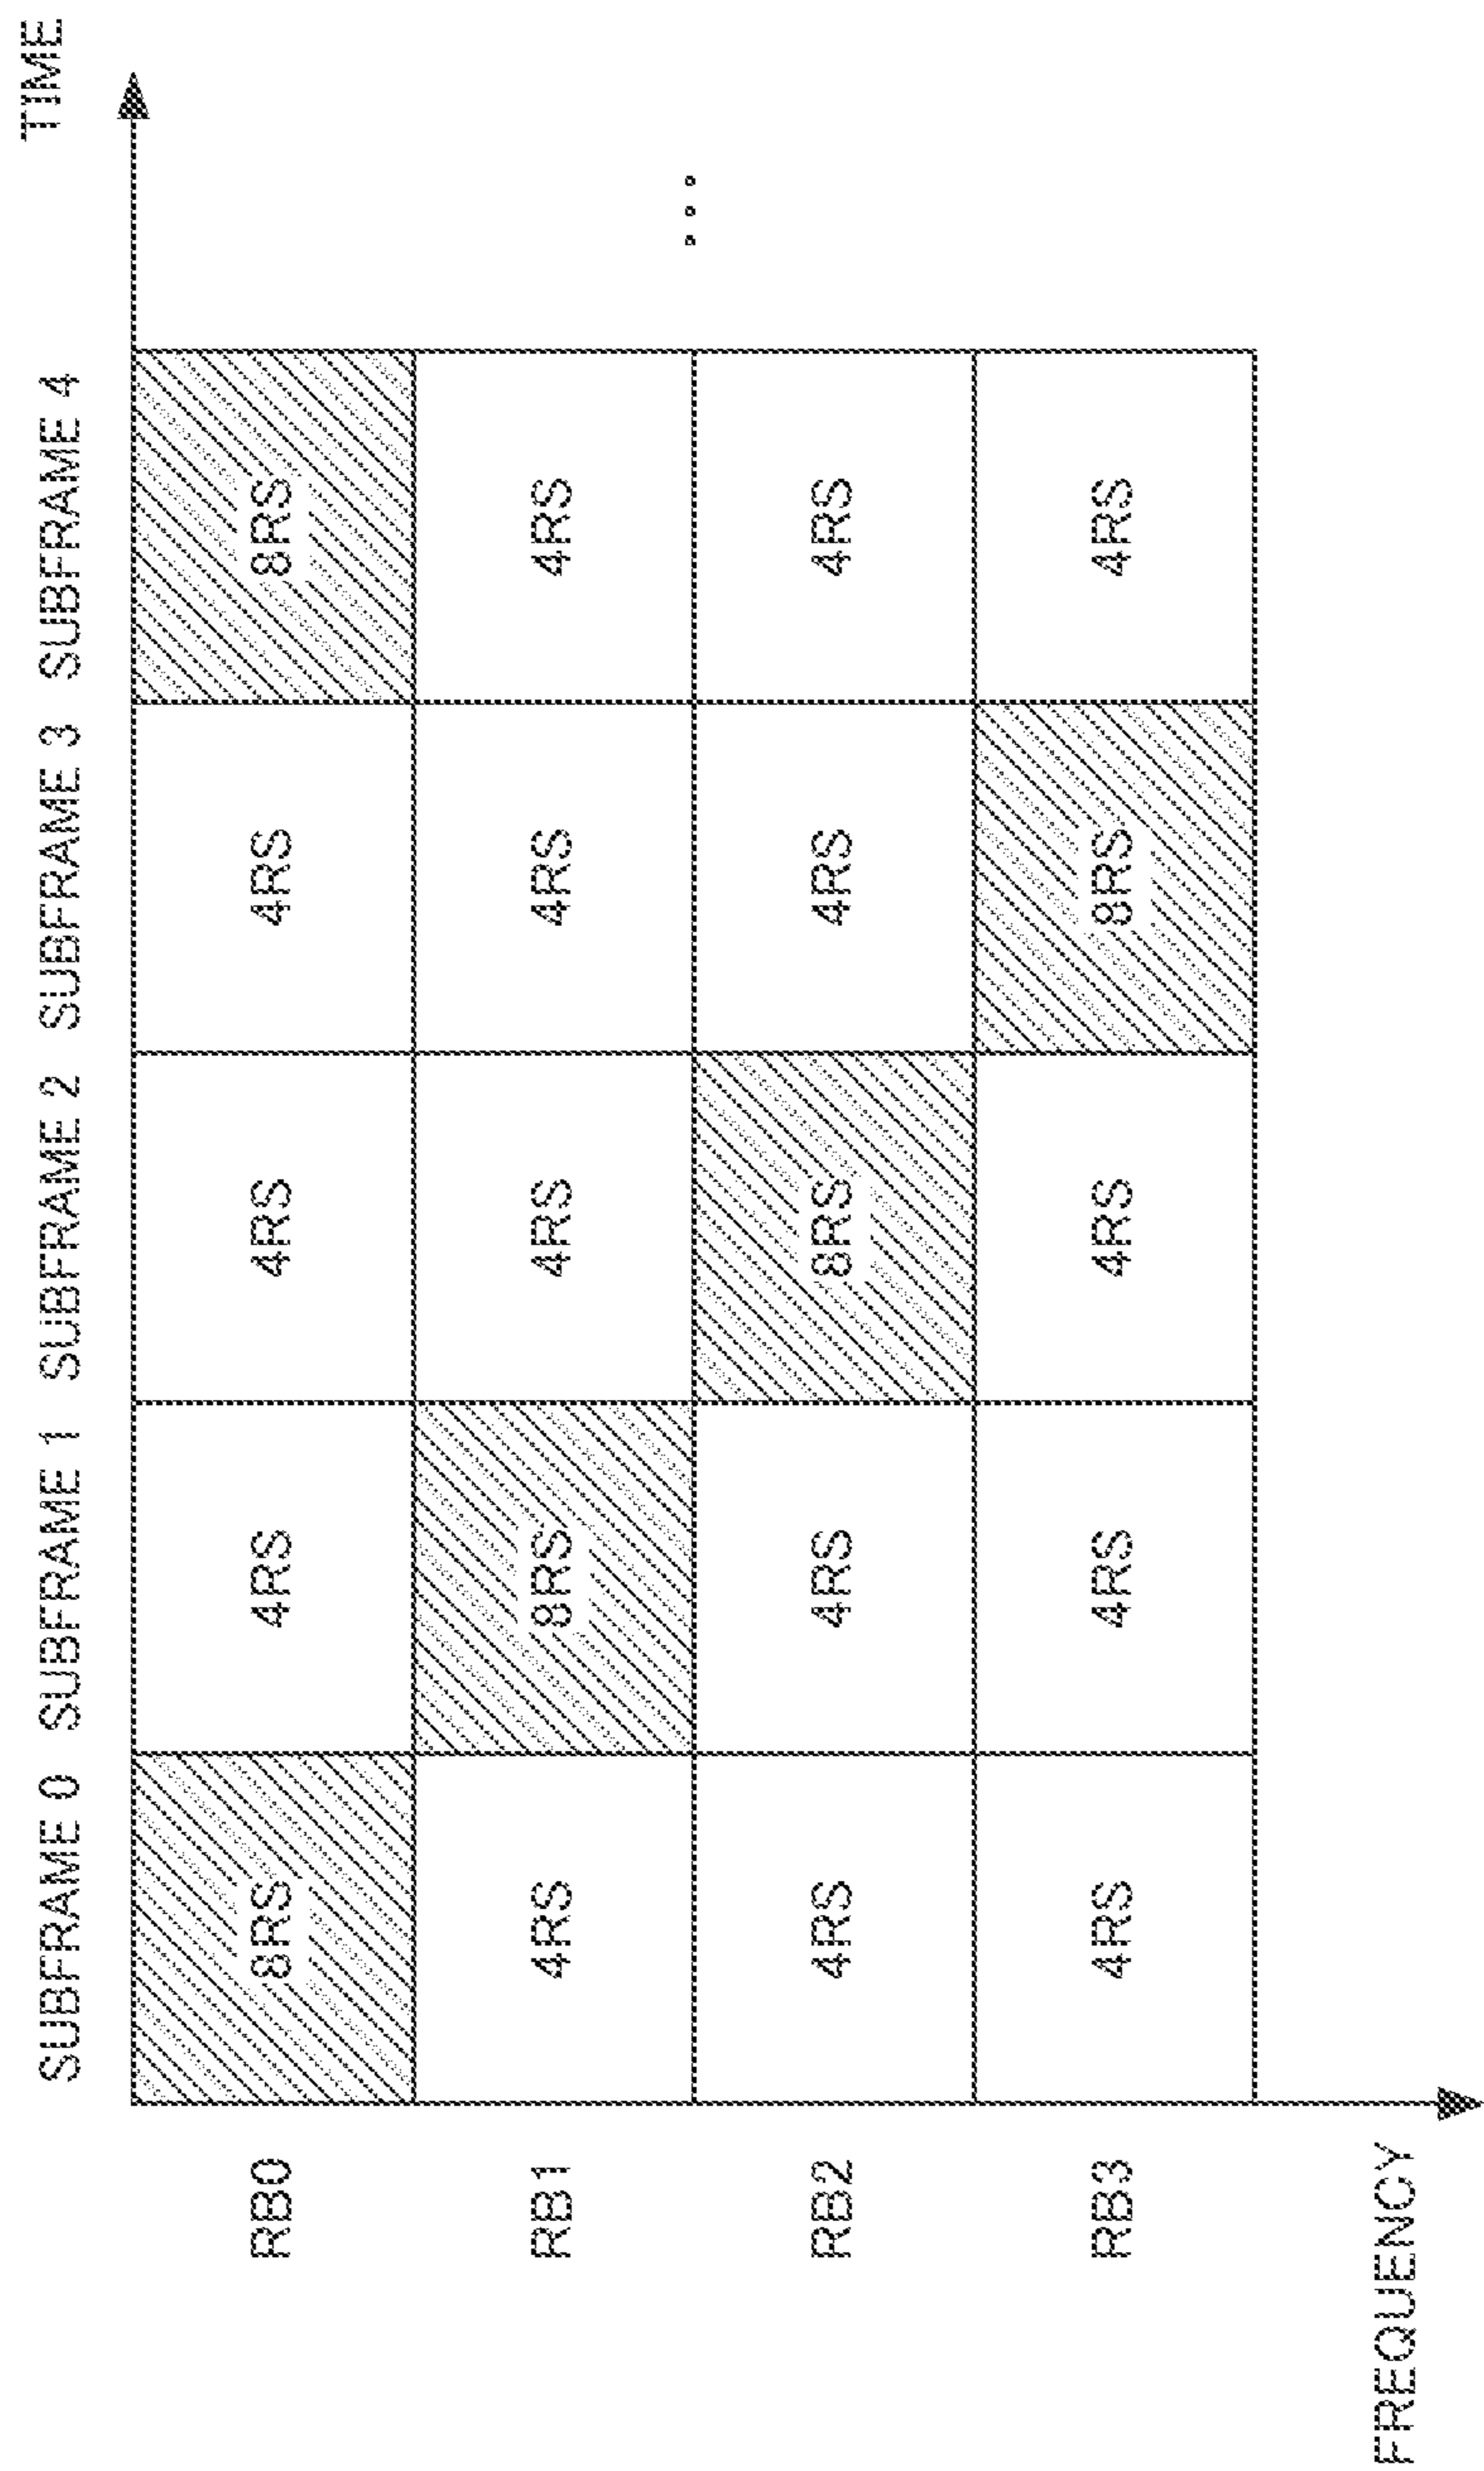 TIME
SUBFRAME 0 SUBFRAME 1 SUBFRAME 2 SUBFRAME 3 SUBFRAME 4
RB0 8RS 4RS 4RS 4RS 8RS
RB1 4RS 8RS 4RS 4RS 4RS
RB2 4RS 4RS 8RS 4RS 4RS
RB3 4RS 4RS 4RS 8RS 4RS
...
FREQUENCY